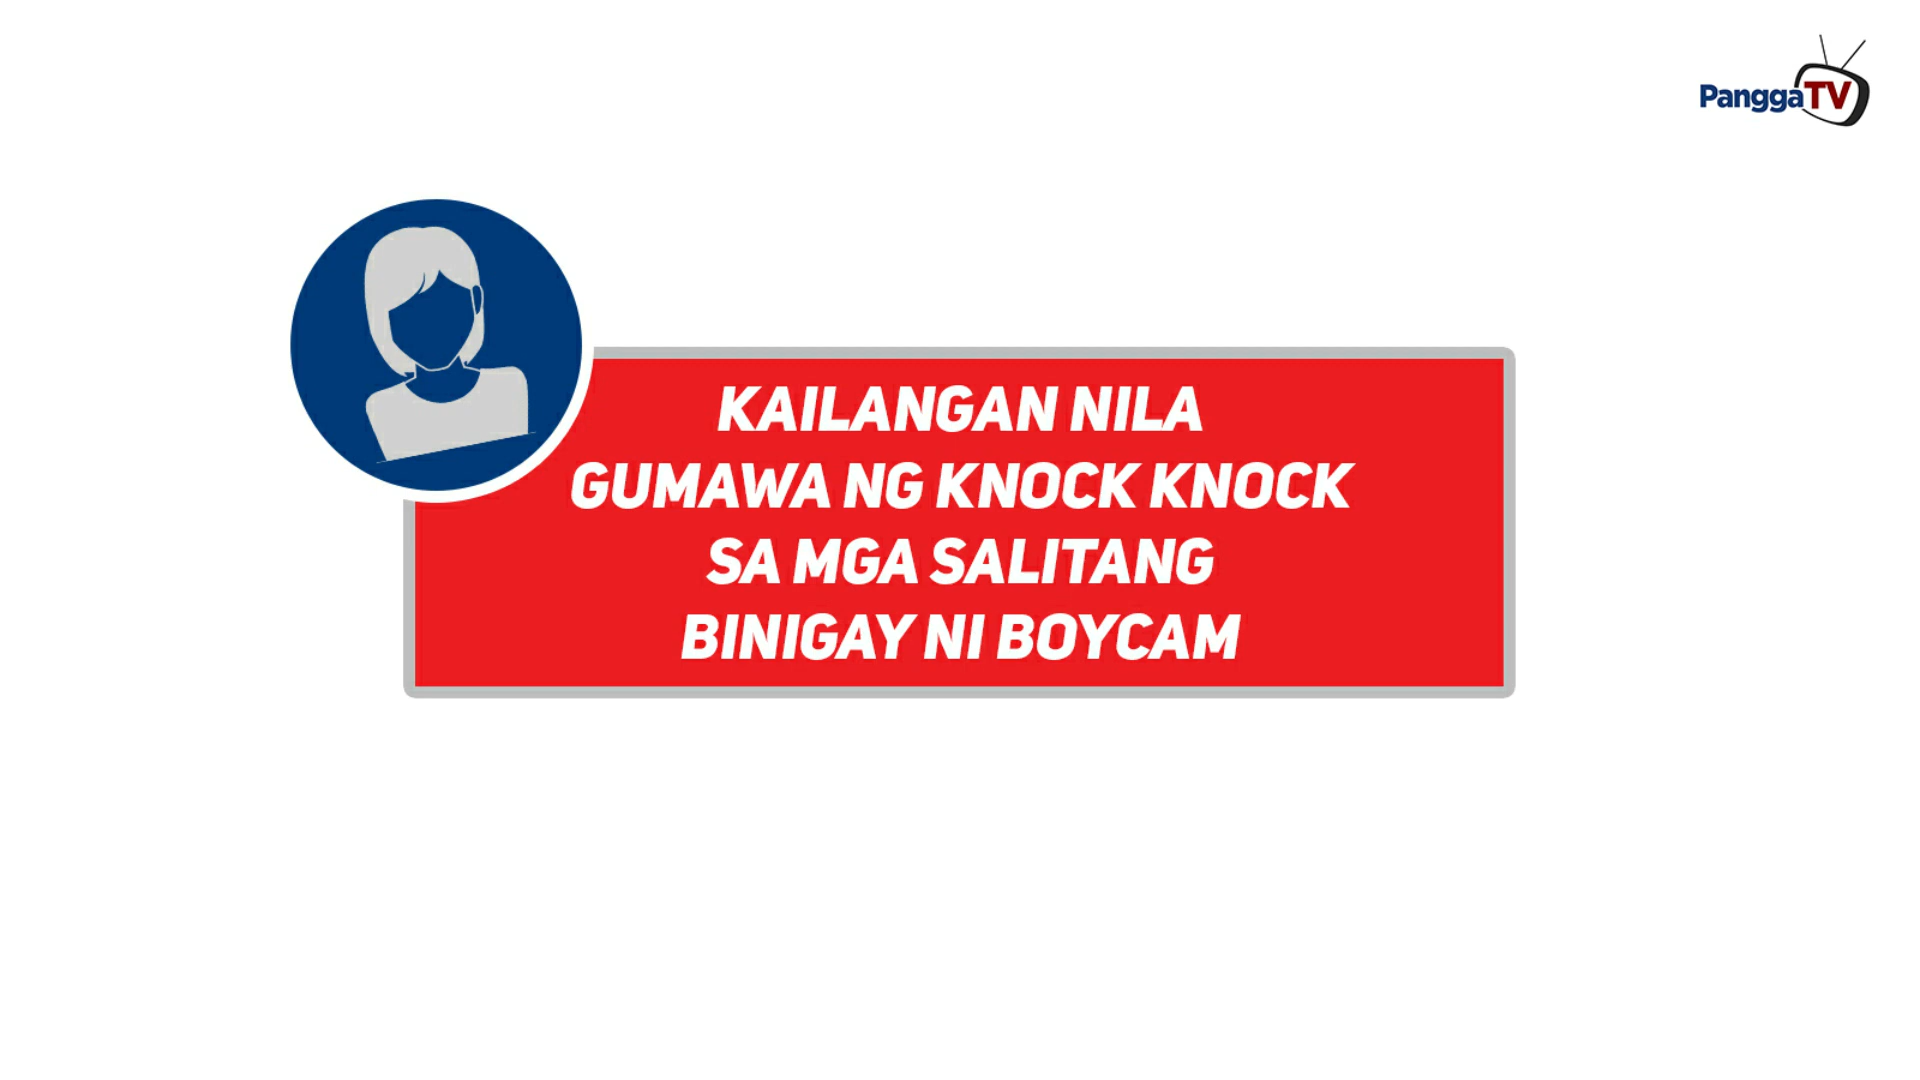 PanggaTV
KAILANGAN NILA
GUMAWA NG KNOCK KNOCK
SA MGA SALITANG
BINIGAY NI BOYCAM